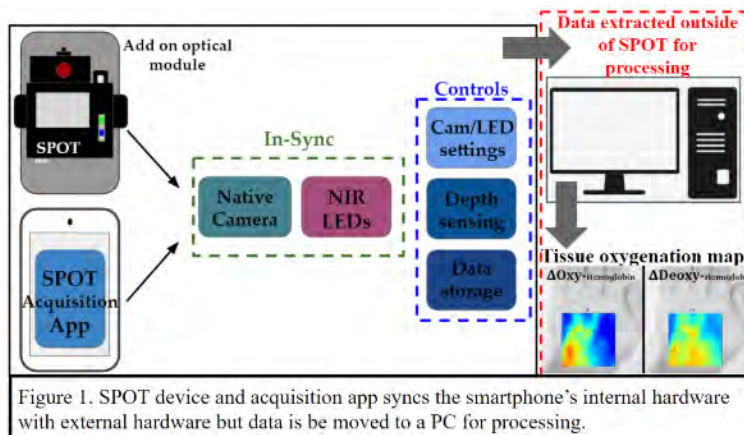 Add on optical
module
SPOT
SPOT
Acquisition
App
In-Sync
Native
Camera
NIR
LEDs
Controls
Cam/LED
settings
Depth
sensing
Data
storage
Data extracted outside
of SPOT for
processing
Tissue oxygenation map
ΔOxy-Hemoglobin
ΔDeoxy-Hemoglobin
Figure 1. SPOT device and acquisition app syncs the smartphone's internal hardware
with external hardware but data is be moved to a PC for processing.